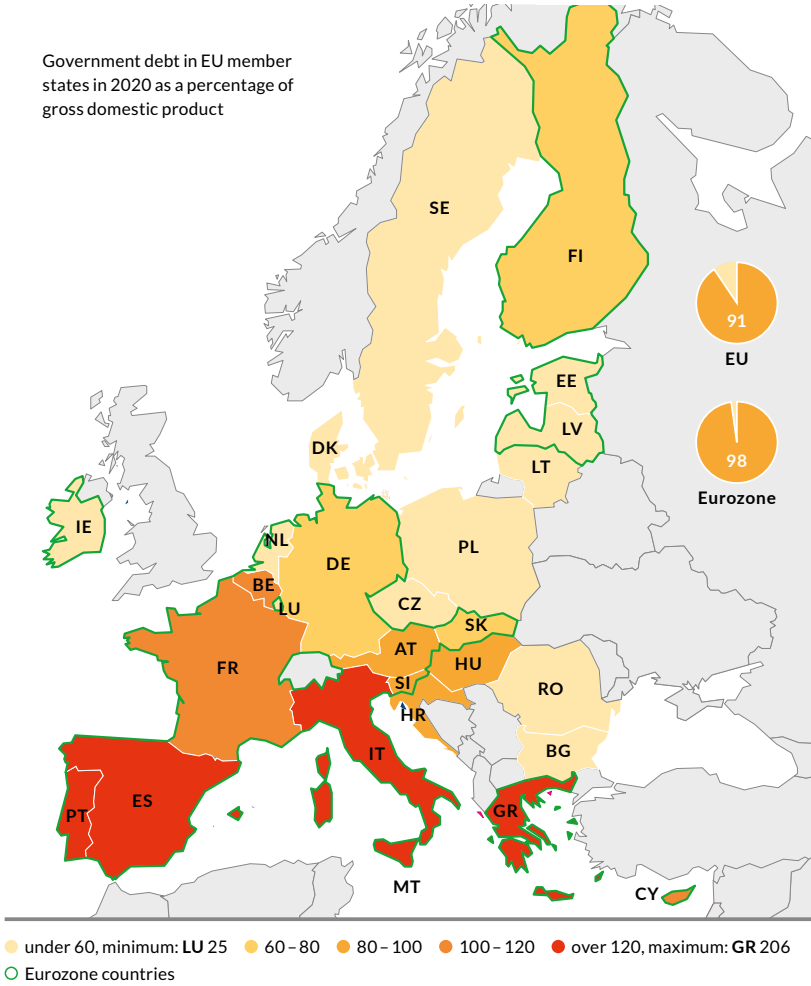 Government debt in EU member
states in 2020 as a percentage of
gross domestic product
SE
FI
91
EU
EE
98
Eurozone
LV
DK
LT
IE
NL
PL
DE
BE
CZ
LU
SK
AT
HU
FR
SI
RO
HR
IT
BG
ES
PT
GR
MT
CY
under 60, minimum: LU 25
60 – 80
80 – 100
100 – 120
over 120, maximum: GR 206
Eurozone countries